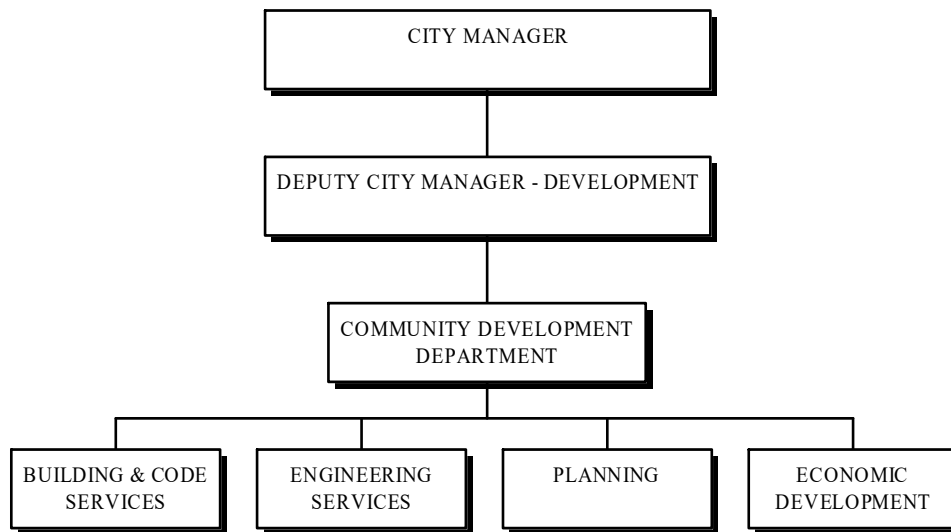 CITY MANAGER
DEPUTY CITY MANAGER - DEVELOPMENT
COMMUNITY DEVELOPMENT
DEPARTMENT
BUILDING & CODE
SERVICES
ENGINEERING
SERVICES
PLANNING
ECONOMIC
DEVELOPMENT